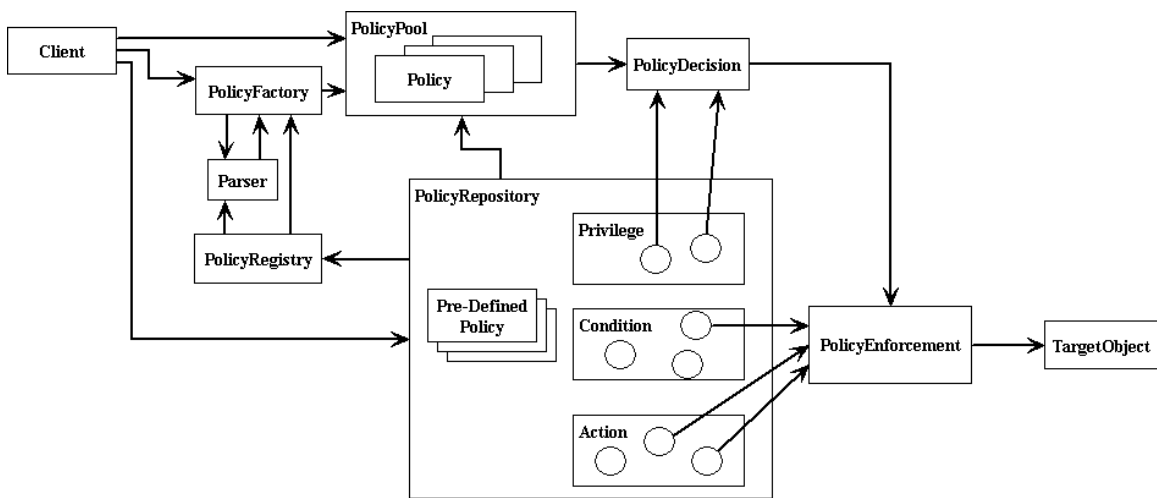 Client
PolicyPool
Policy
PolicyDecision
PolicyFactory
Parser
PolicyRegistry
PolicyRepository
Privilege
Pre-Defined
Policy
Condition
Action
PolicyEnforcement
TargetObject